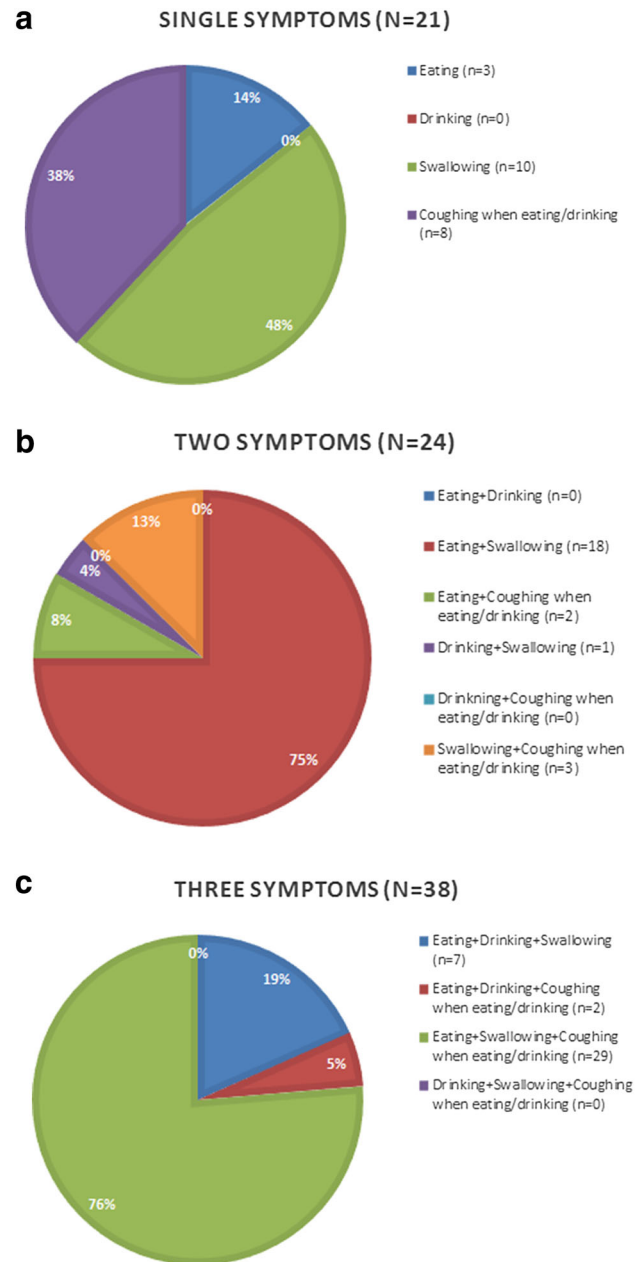 a
SINGLE SYMPTOMS (N=21)
14%
0%
48%
38%
Eating (n=3)
Drinking (n=0)
Swallowing (n=10)
Coughing when eating/drinking
(n=8)
b
TWO SYMPTOMS (N=24)
0%
13%
0%
4%
8%
75%
Eating+Drinking (n=0)
Eating+Swallowing (n=18)
Eating+Coughing when
eating/drinking (n=2)
Drinking+Swallowing (n=1)
Drinkning+Coughing when
eating/drinking (n=0)
Swallowing+Coughing when
eating/drinking (n=3)
c
THREE SYMPTOMS (N=38)
0%
19%
5%
76%
Eating+Drinking+Swallowing
(n=7)
Eating+Drinking+Coughing
when eating/drinking (n=2)
Eating+Swallowing+Coughing
when eating/drinking (n=29)
Drinking+Swallowing+Coughing
when eating/drinking (n=0)